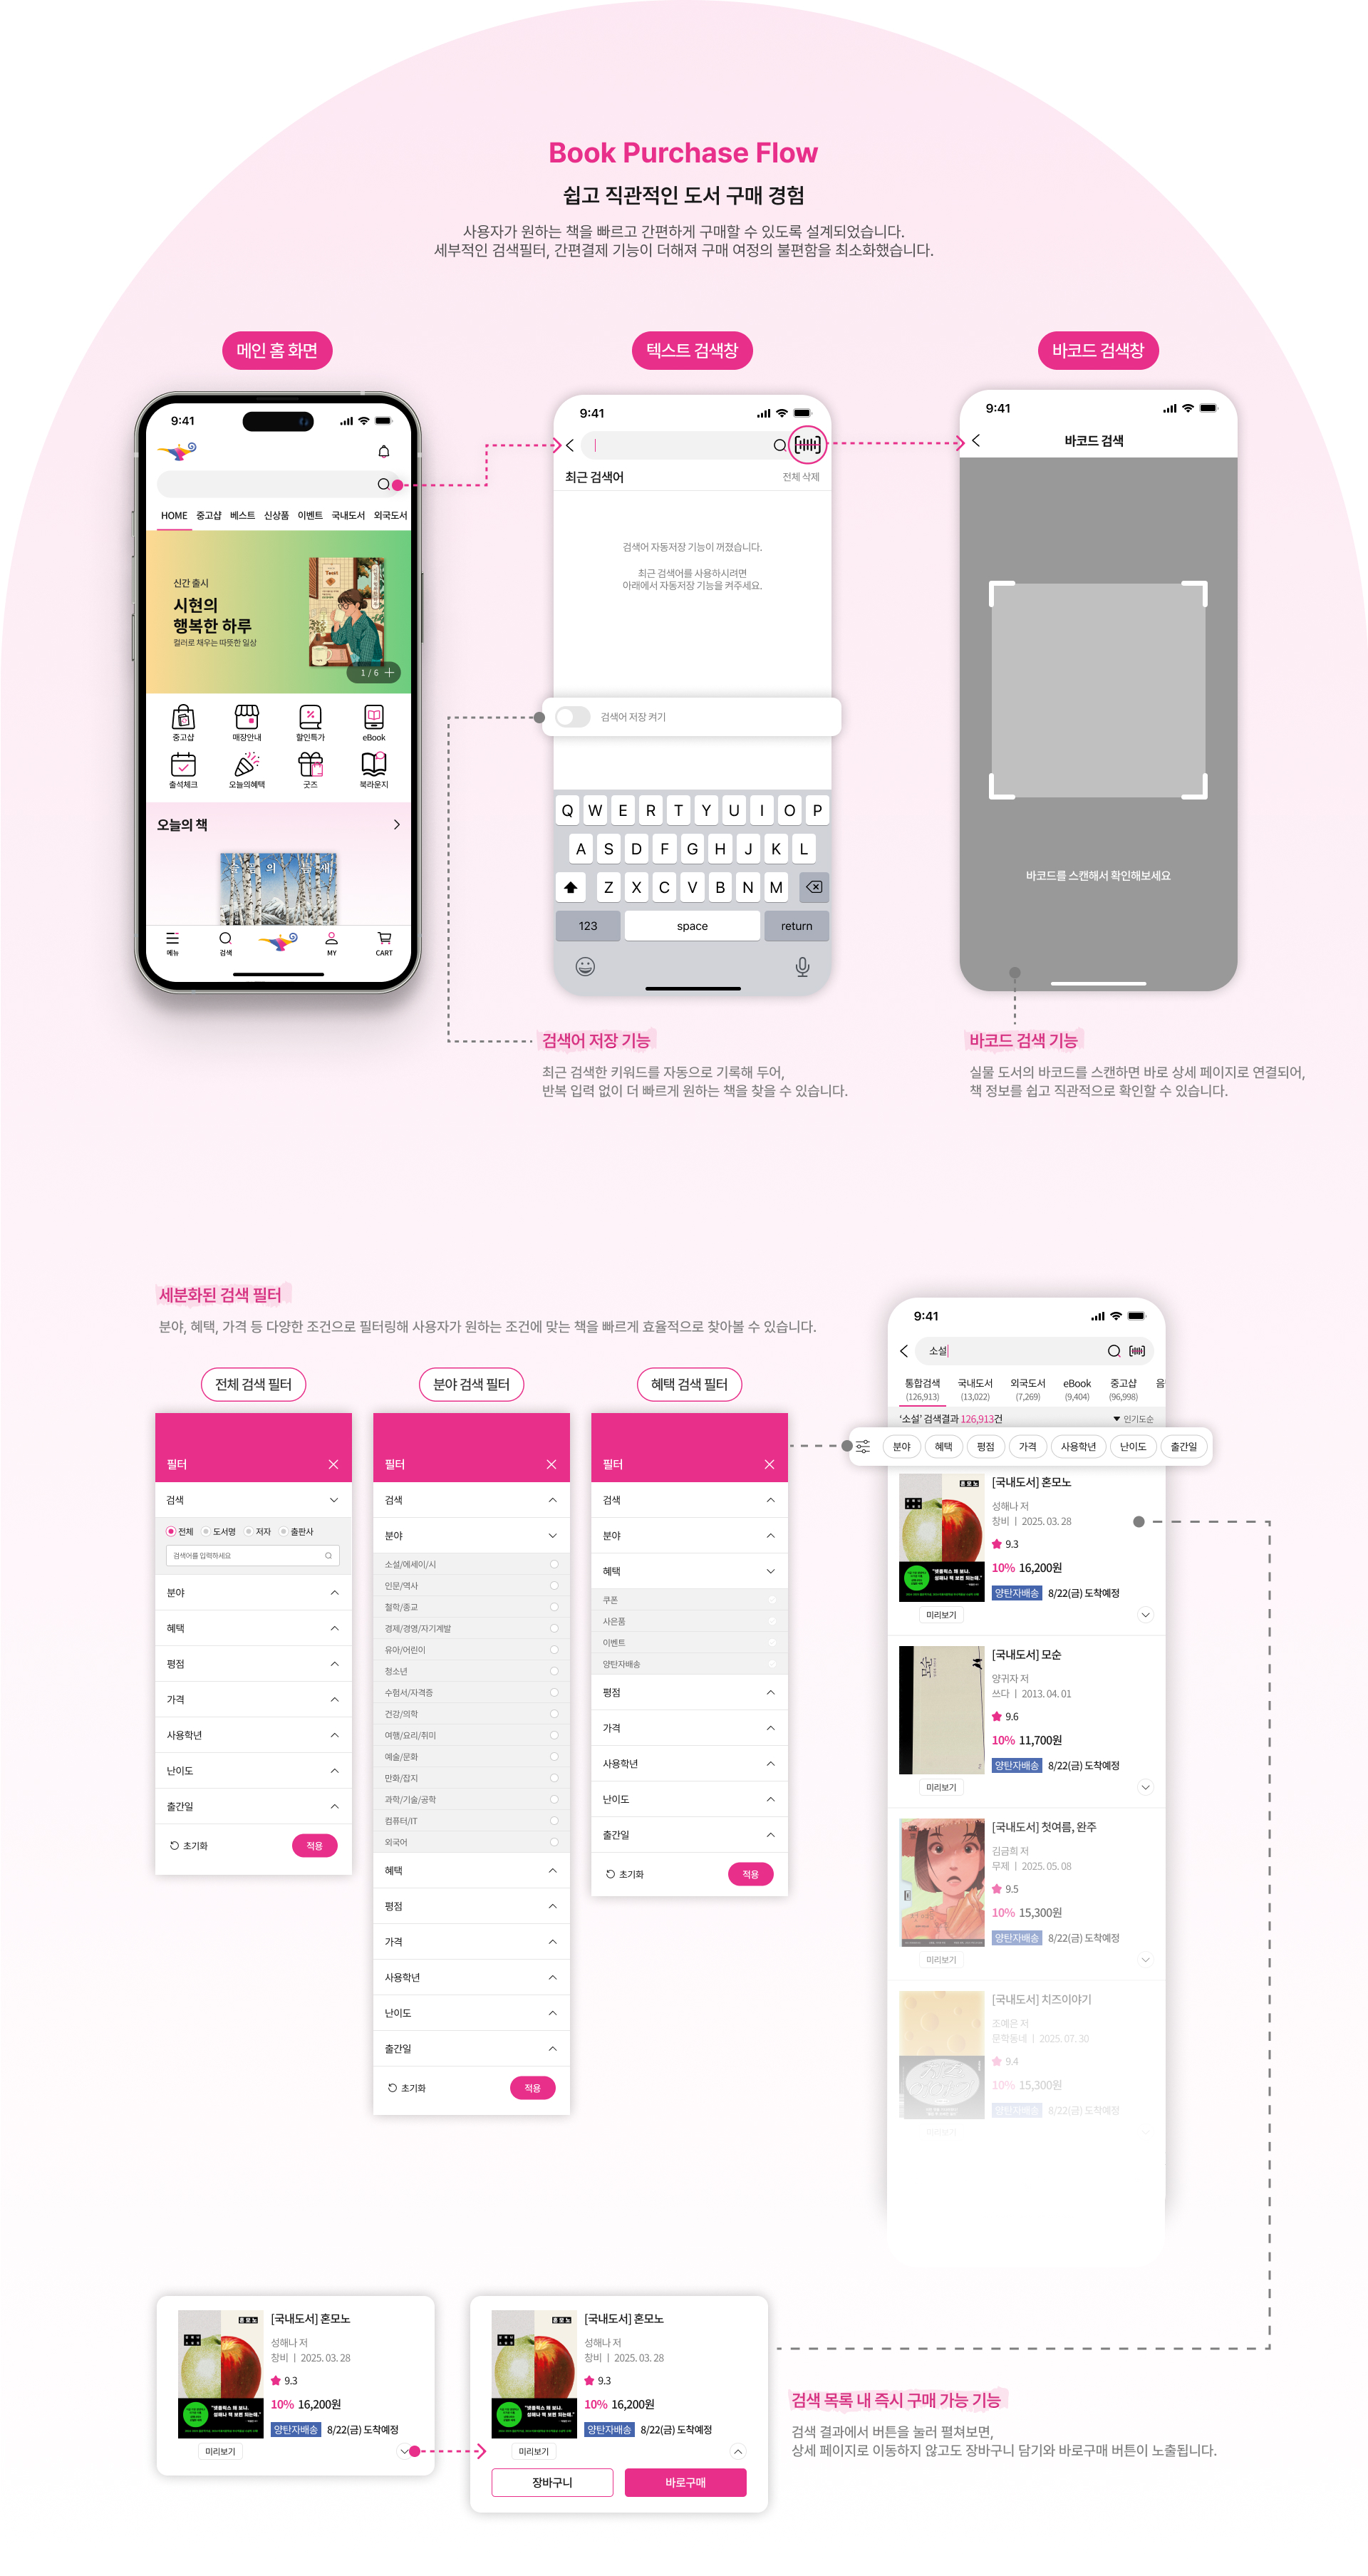 Book Purchase Flow
쉽고 직관적인 도서 구매 경험
사용자가 원하는 책을 빠르고 간편하게 구매할 수 있도록 설계되었습니다.
세부적인 검색필터, 간편결제 기능이 더해져 구매 여정의 불편함을 최소화했습니다.
메인 홈 화면
텍스트 검색창
바코드 검색창
9:41
HOME 중고샵 베스트 신상품 이벤트 국내도서 외국도서
신간 출시
시현의
행복한 하루
컬러로 채우는 따뜻한 일상
1 / 6
중고샵 매장안내 할인특가 eBook
출석체크 오늘의혜택 굿즈 북라운지
오늘의 책
메뉴 검색 MY CART
9:41
최근 검색어 전체 삭제
검색어 자동저장 기능이 꺼졌습니다.
최근 검색어를 사용하시려면
아래에서 자동저장 기능을 켜주세요.
검색어 저장 켜기
Q W E R T Y U I O P
A S D F G H J K L
Z X C V B N M
123 space return
9:41
바코드 검색
바코드를 스캔해서 확인해보세요
검색어 저장 기능
최근 검색한 키워드를 자동으로 기록해 두어,
반복 입력 없이 더 빠르게 원하는 책을 찾을 수 있습니다.
바코드 검색 기능
실물 도서의 바코드를 스캔하면 바로 상세 페이지로 연결되어,
책 정보를 쉽고 직관적으로 확인할 수 있습니다.
세분화된 검색 필터
분야, 혜택, 가격 등 다양한 조건으로 필터링해 사용자가 원하는 조건에 맞는 책을 빠르게 효율적으로 찾아볼 수 있습니다.
전체 검색 필터
필터
검색
전체 도서명 저자 출판사
검색어를 입력하세요
분야
혜택
평점
가격
사용학년
난이도
출간일
초기화 적용
분야 검색 필터
필터
검색
분야
소설/에세이/시
인문/역사
철학/종교
경제/경영/자기계발
유아/어린이
청소년
수험서/자격증
건강/의학
여행/요리/취미
예술/문화
만화/잡지
과학/기술/공학
컴퓨터/IT
외국어
혜택
평점
가격
사용학년
난이도
출간일
초기화 적용
혜택 검색 필터
필터
검색
분야
혜택
쿠폰
사은품
이벤트
양탄자배송
평점
가격
사용학년
난이도
출간일
초기화 적용
9:41
소설
통합검색 국내도서 외국도서 eBook 중고샵 음
(126,913) (13,022) (7,269) (9,404) (96,998)
‘소설’ 검색결과 126,913건 인기도순
분야 혜택 평점 가격 사용학년 난이도 출간일
[국내도서] 혼모노
성해나 저
창비 | 2025. 03. 28
9.3
10% 16,200원
양탄자배송 8/22(금) 도착예정
미리보기
[국내도서] 모순
양귀자 저
쓰다 | 2013. 04. 01
9.6
10% 11,700원
양탄자배송 8/22(금) 도착예정
미리보기
[국내도서] 첫여름, 완주
김금희 저
무제 | 2025. 05. 08
9.5
10% 15,300원
양탄자배송 8/22(금) 도착예정
미리보기
[국내도서] 치즈이야기
조예은 저
문학동네 | 2025. 07. 30
9.4
10% 15,300원
양탄자배송 8/22(금) 도착예정
미리보기
[국내도서] 혼모노
성해나 저
창비 | 2025. 03. 28
9.3
10% 16,200원
양탄자배송 8/22(금) 도착예정
미리보기
[국내도서] 혼모노
성해나 저
창비 | 2025. 03. 28
9.3
10% 16,200원
양탄자배송 8/22(금) 도착예정
미리보기
장바구니 바로구매
검색 목록 내 즉시 구매 가능 기능
검색 결과에서 버튼을 눌러 펼쳐보면,
상세 페이지로 이동하지 않고도 장바구니 담기와 바로구매 버튼이 노출됩니다.